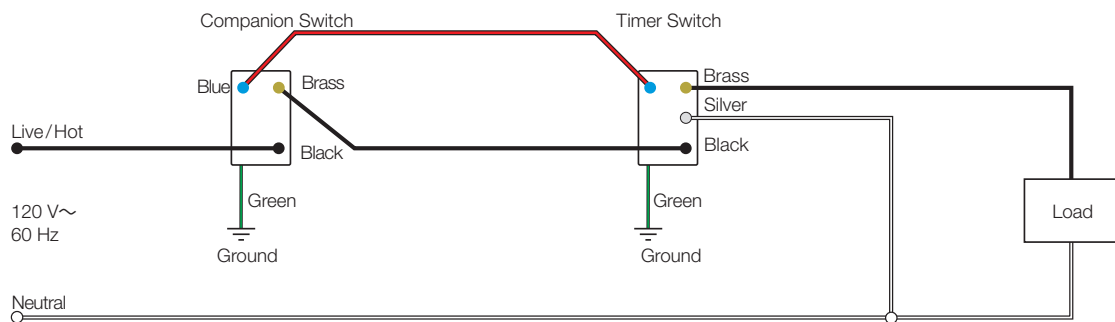 Companion Switch
Timer Switch
Blue
Brass
Brass
Silver
Live/Hot
Black
Black
Green
Green
120 V～
60 Hz
Load
Ground
Ground
Neutral